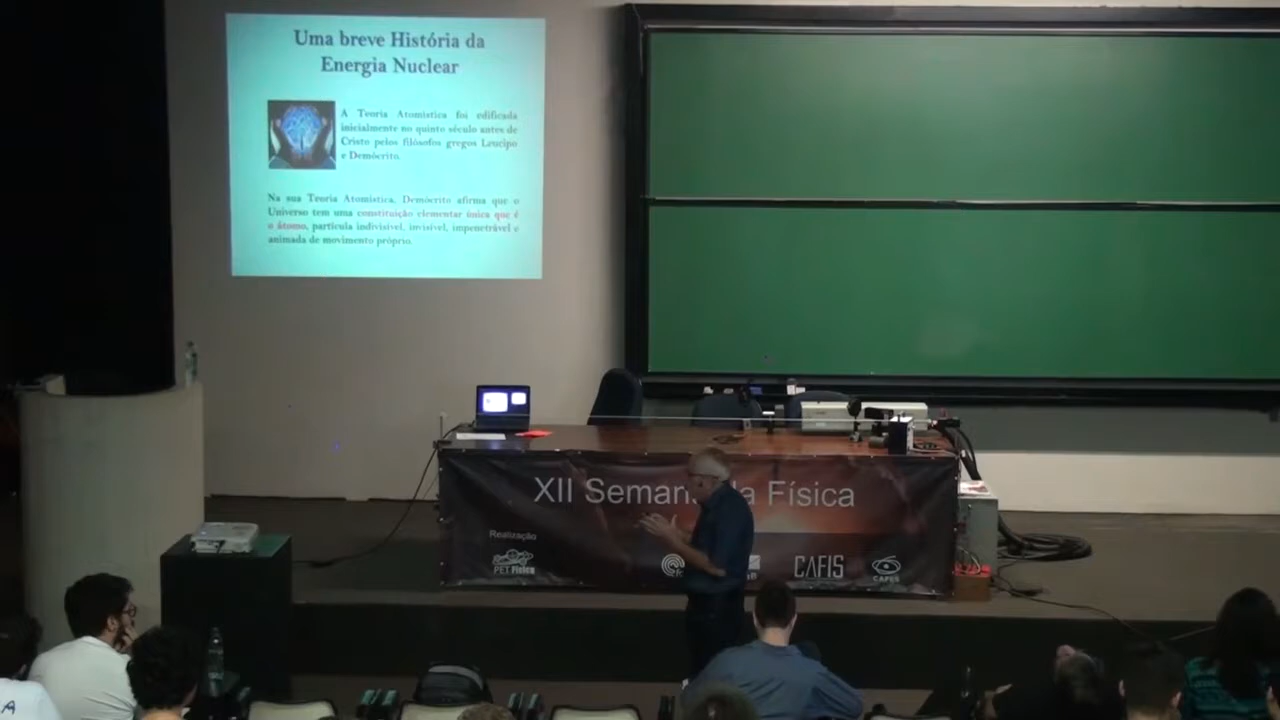 Uma breve História da
Energia Nuclear
A Teoria Atomística foi edificada
inicialmente no quinto século antes de
Cristo pelos filósofos gregos Leucipo
e Demócrito.
Na sua Teoria Atomística, Demócrito afirma que o
Universo tem uma constituição elementar única que é
o átomo, partícula indivisível, invisível, impenetrável e
animada de movimento próprio.
XII Semana da Física
Realização
PET Física
CAFIS
CAPES